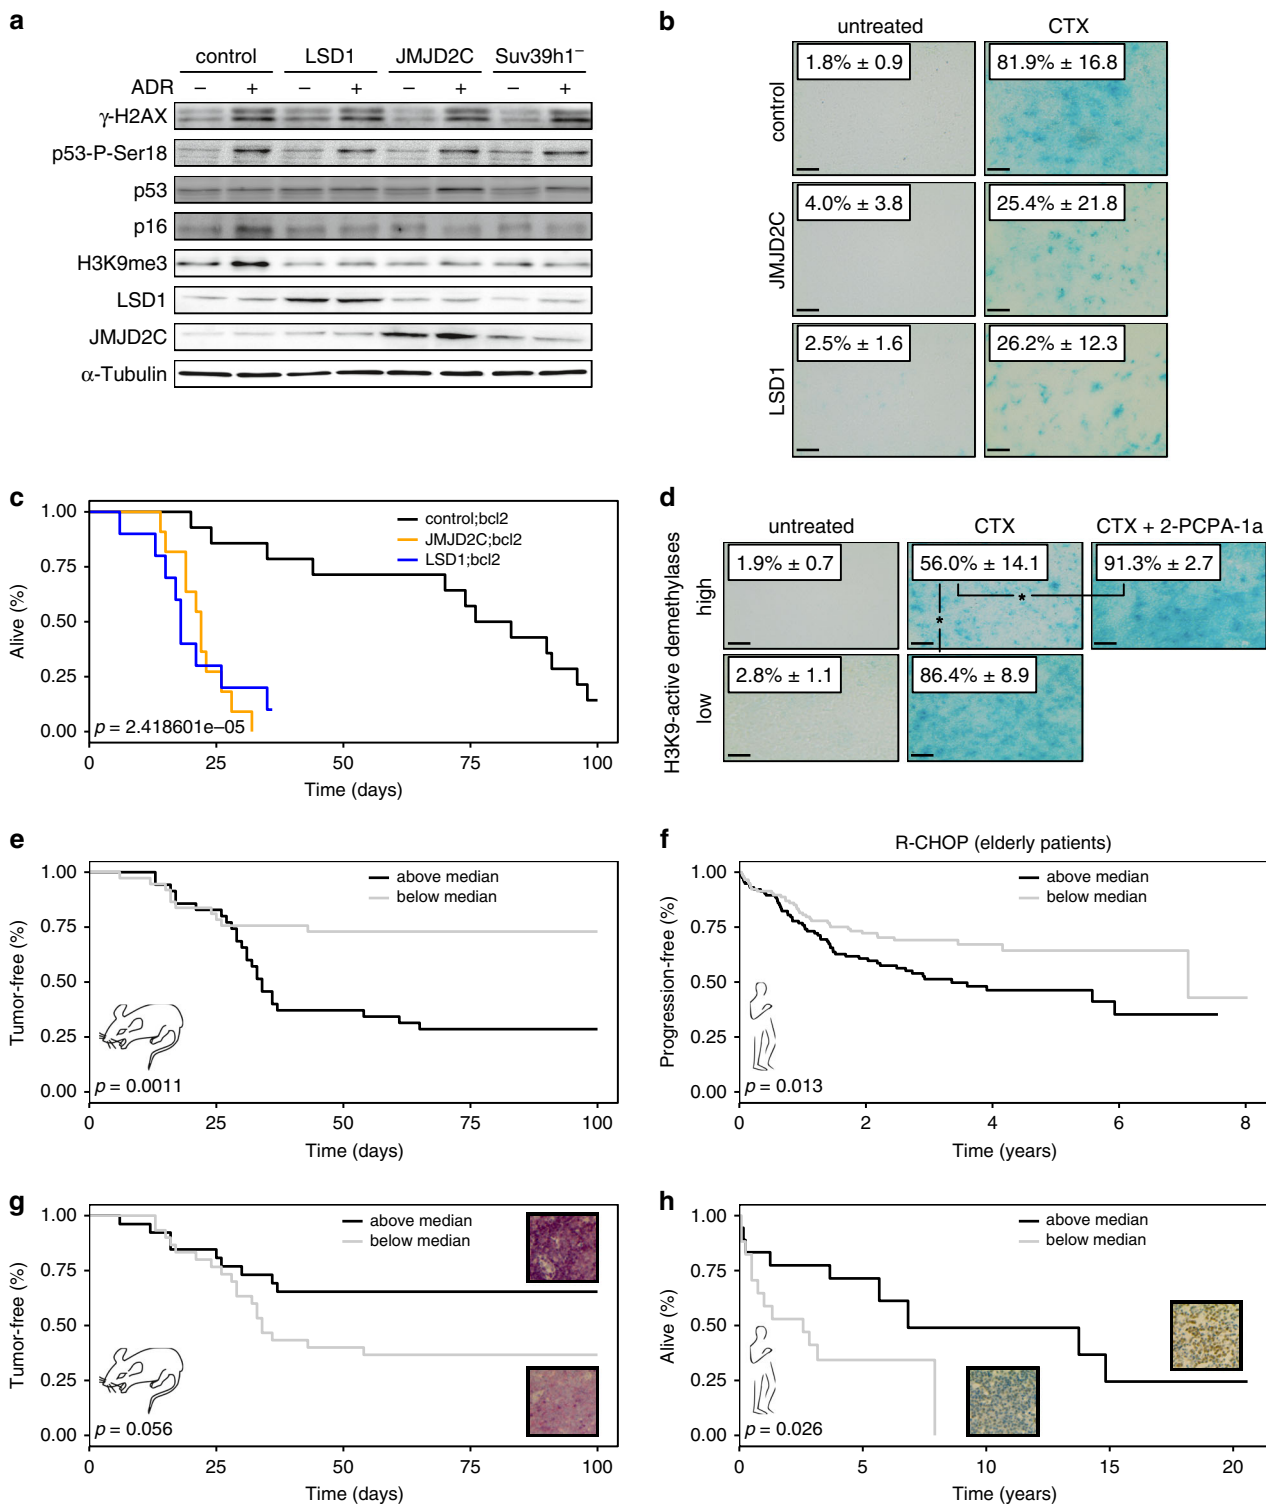 a
control LSD1 JMJD2C Suv39h1–
ADR – + – + – + – +
γ-H2AX
p53-P-Ser18
p53
p16
H3K9me3
LSD1
JMJD2C
α-Tubulin
b
untreated CTX
control
1.8% ± 0.9 81.9% ± 16.8
JMJD2C
4.0% ± 3.8 25.4% ± 21.8
LSD1
2.5% ± 1.6 26.2% ± 12.3
c
Alive (%)
1.00
0.75
0.50
0.25
0.00
control;bcl2
JMJD2C;bcl2
LSD1;bcl2
p = 2.418601e–05
0 25 50 75 100
Time (days)
d
H3K9-active demethylases
high
low
untreated CTX CTX + 2-PCPA-1a
1.9% ± 0.7 56.0% ± 14.1 91.3% ± 2.7
*
*
2.8% ± 1.1 86.4% ± 8.9
e
Tumor-free (%)
1.00
0.75
0.50
0.25
0.00
above median
below median
p = 0.0011
0 25 50 75 100
Time (days)
f
R-CHOP (elderly patients)
Progression-free (%)
1.00
0.75
0.50
0.25
0.00
above median
below median
p = 0.013
0 2 4 6 8
Time (years)
g
Tumor-free (%)
1.00
0.75
0.50
0.25
0.00
above median
below median
p = 0.056
0 25 50 75 100
Time (days)
h
Alive (%)
1.00
0.75
0.50
0.25
0.00
above median
below median
p = 0.026
0 5 10 15 20
Time (years)